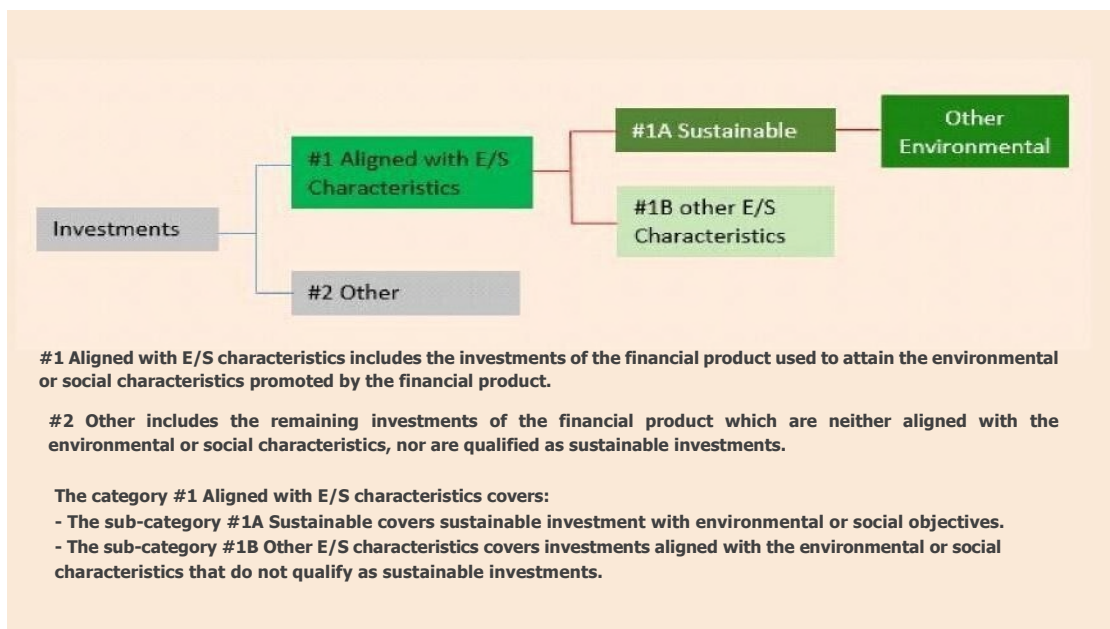 #1A Sustainable
Other
Environmental
#1 Aligned with E/S
Characteristics
#1B other E/S
Characteristics
Investments
#2 Other
#1 Aligned with E/S characteristics includes the investments of the financial product used to attain the environmental
or social characteristics promoted by the financial product.
#2 Other includes the remaining investments of the financial product which are neither aligned with the
environmental or social characteristics, nor are qualified as sustainable investments.
The category #1 Aligned with E/S characteristics covers:
- The sub-category #1A Sustainable covers sustainable investment with environmental or social objectives.
- The sub-category #1B Other E/S characteristics covers investments aligned with the environmental or social
characteristics that do not qualify as sustainable investments.